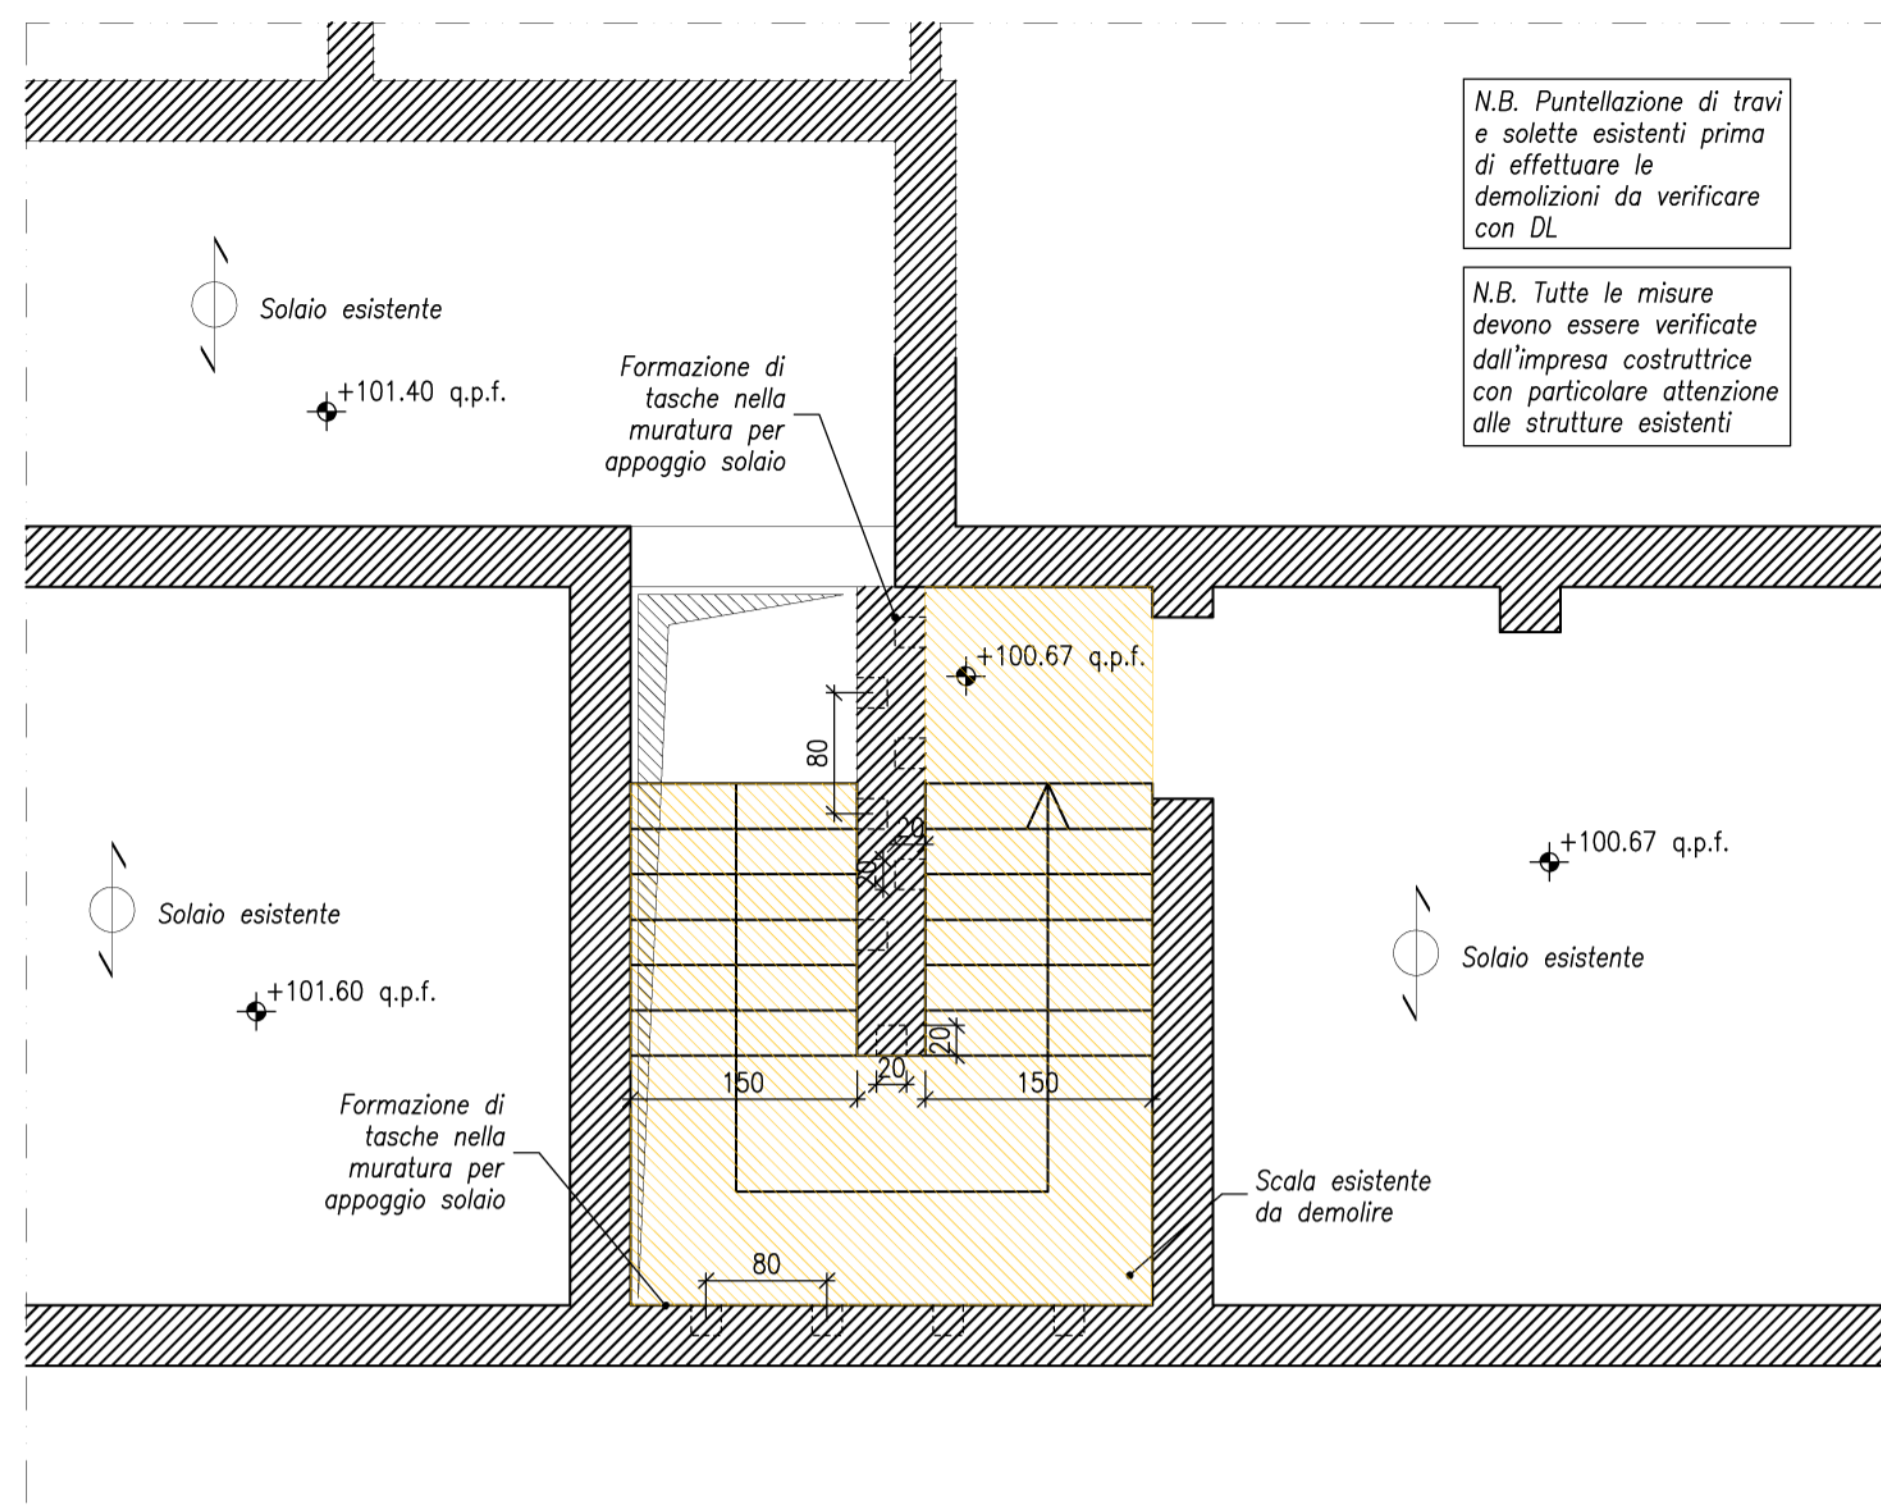 N.B. Puntellazione di travi
e solette esistenti prima
di effettuare le
demolizioni da verificare
con DL
N.B. Tutte le misure
devono essere verificate
dall'impresa costruttrice
con particolare attenzione
alle strutture esistenti
Solaio esistente
+101.40 q.p.f.
Formazione di
tasche nella
muratura per
appoggio solaio
+100.67 q.p.f.
80
20
20
+100.67 q.p.f.
Solaio esistente
+101.60 q.p.f.
Solaio esistente
20
20
150
150
Formazione di
tasche nella
muratura per
appoggio solaio
Scala esistente
da demolire
80